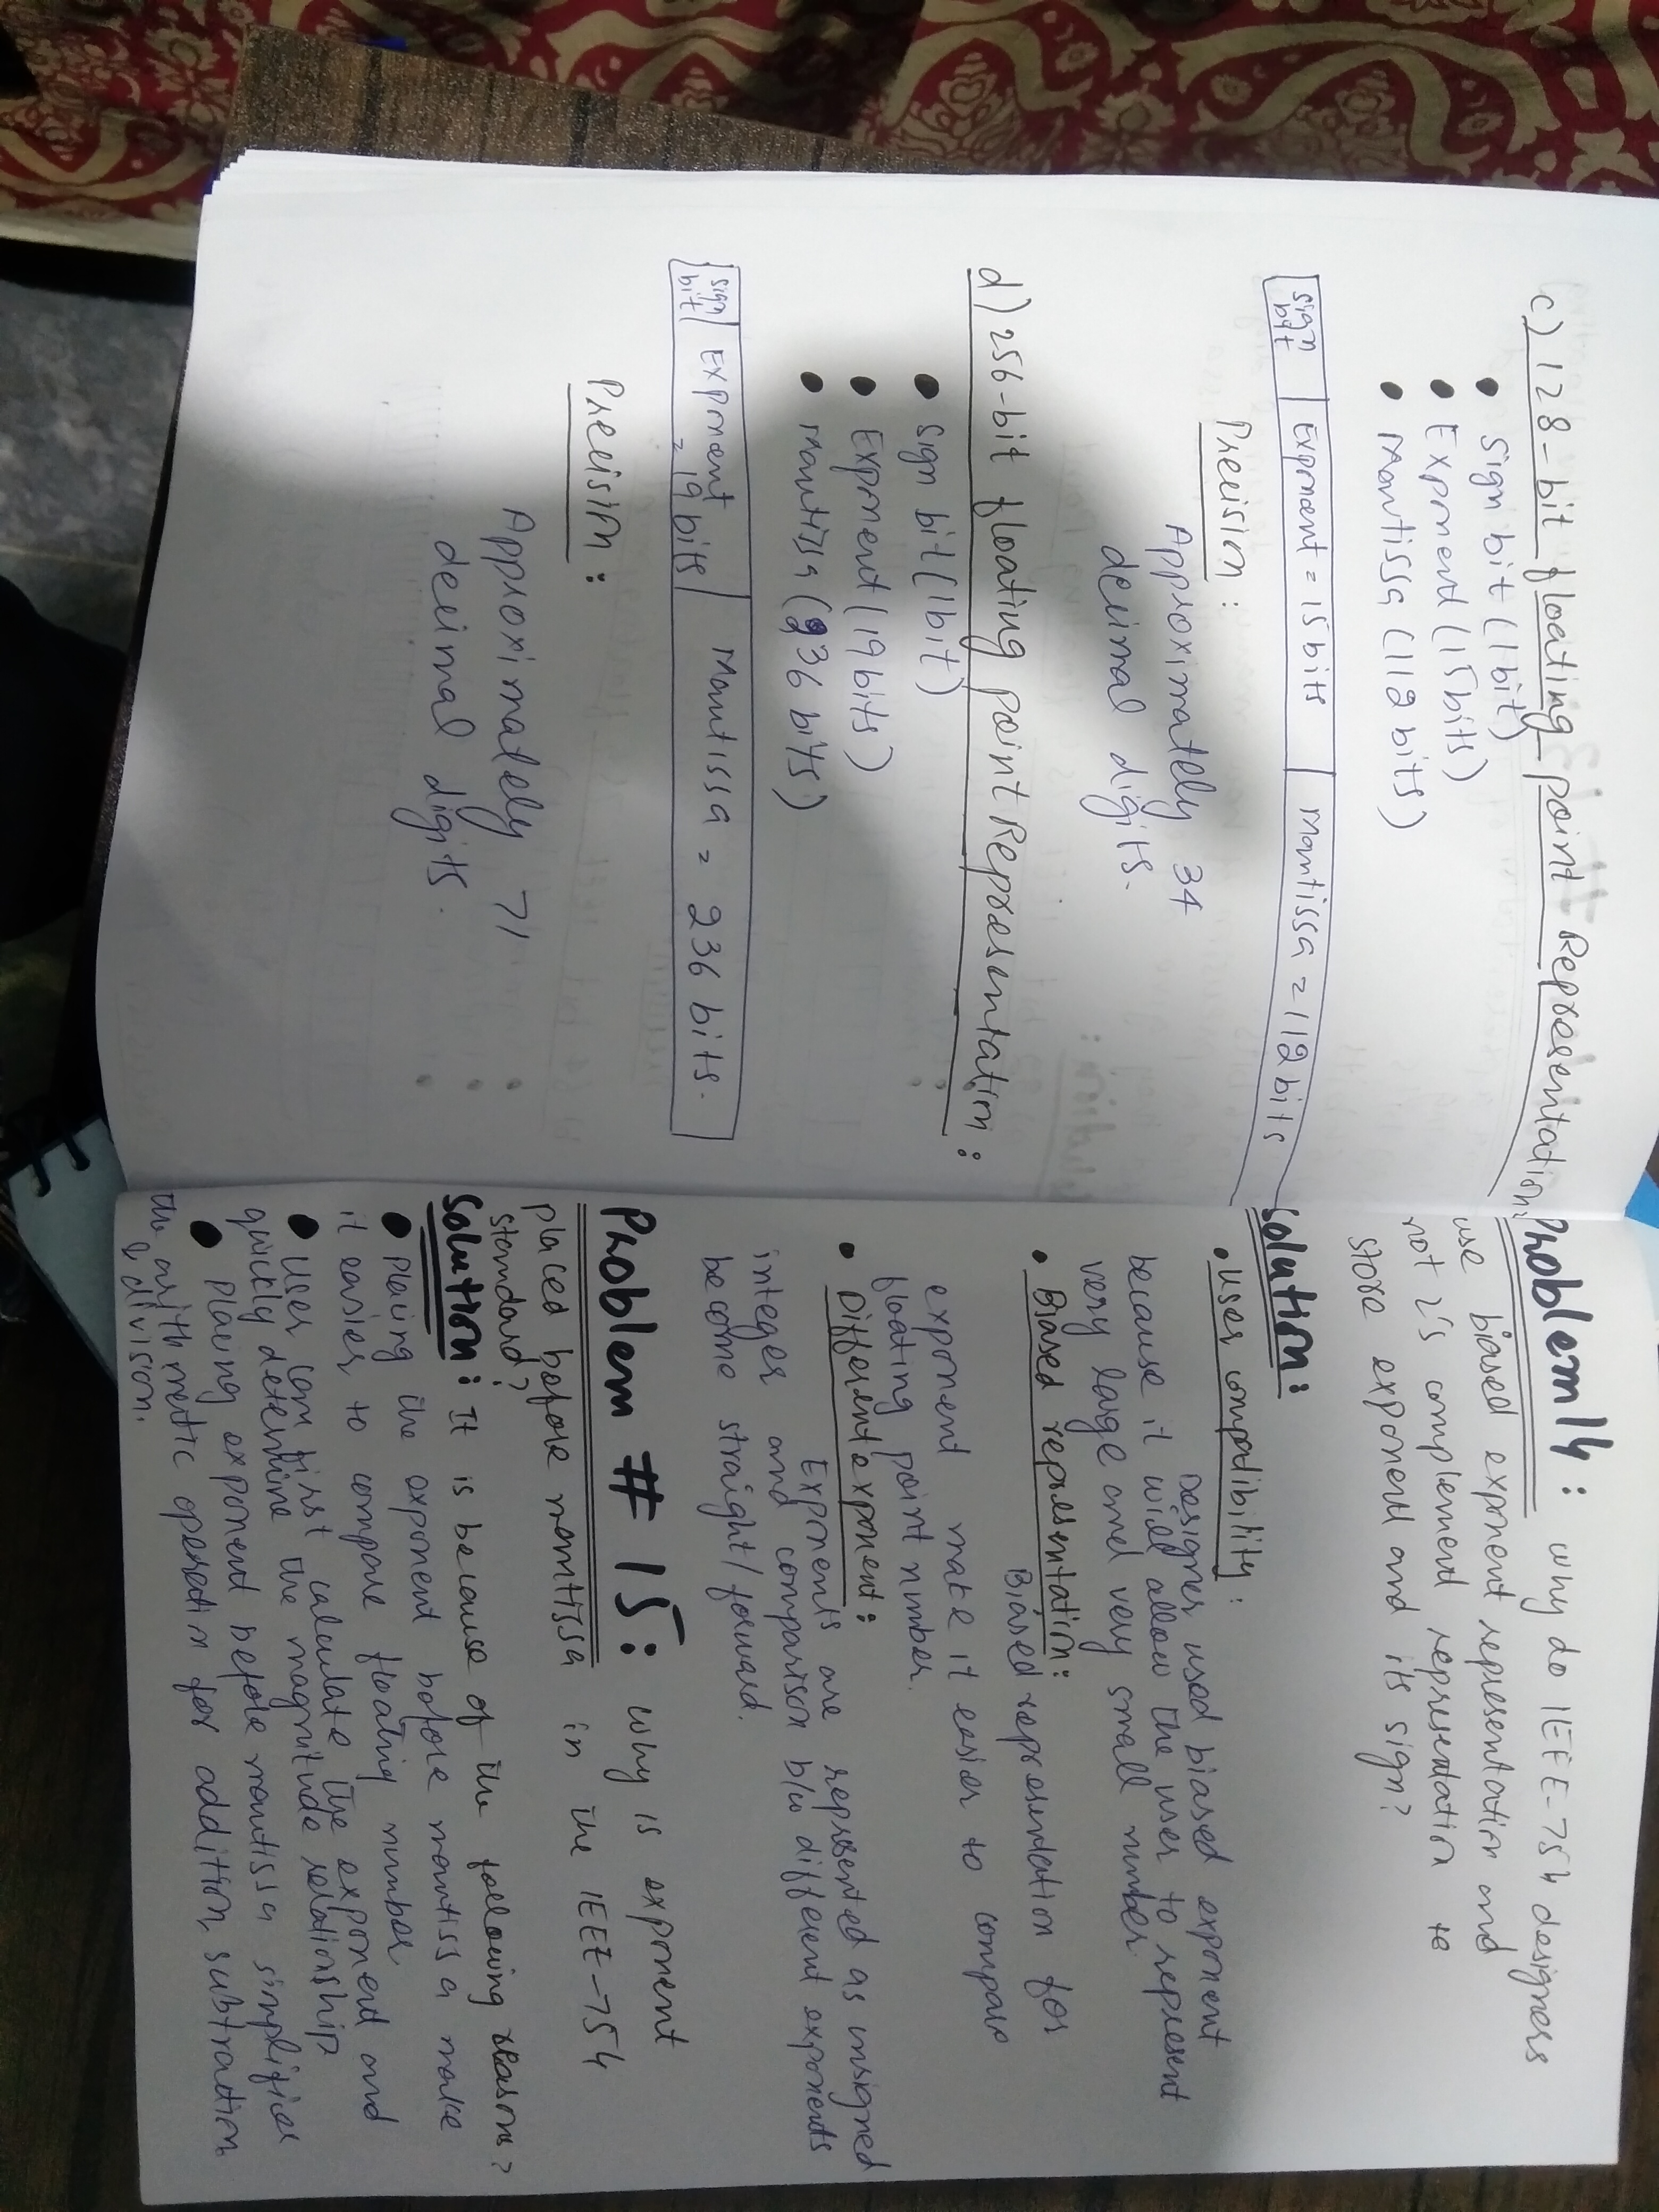 c) 128-bit floating point Representation:
• Sign bit (1bit)
• Exponent (15bits)
• Mantissa (112 bits)
sign bit | Exponent = 15 bits | Mantissa = 112 bits
Precision:
Approximately 34
decimal digits.
d) 256-bit floating point Representation:
• Sign bit (1bit)
• Exponent (19 bits)
• Mantissa (236 bits)
sign bit | Exponent = 19 bits | Mantissa = 236 bits.
Precision:
Approximately 71
decimal digits.
Problem 14: Why do IEEE-754 designers
use biased exponent representation and
not 2's complement representation to
store exponent and its sign?
Solution:
• User compatibility:
Designer used biased exponent
because it will allow the user to represent
very large and very small number.
• Biased representation:
Biased representation for
exponent make it easier to compare
floating point number.
• Different exponent:
Exponents are represented as unsigned
integer and comparison b/w different exponents
become straight/forward.
Problem # 15: Why is exponent
placed before mantissa in the IEEE-754
standard?
Solution: It is because of the following reasons?
• Placing the exponent before mantissa make
it easier to compare floating number.
• User can first calculate the exponent and
quickly determine the magnitude relationship.
• Placing exponent before mantissa simplifies
the arithmetic operation for addition, subtraction,
& division.